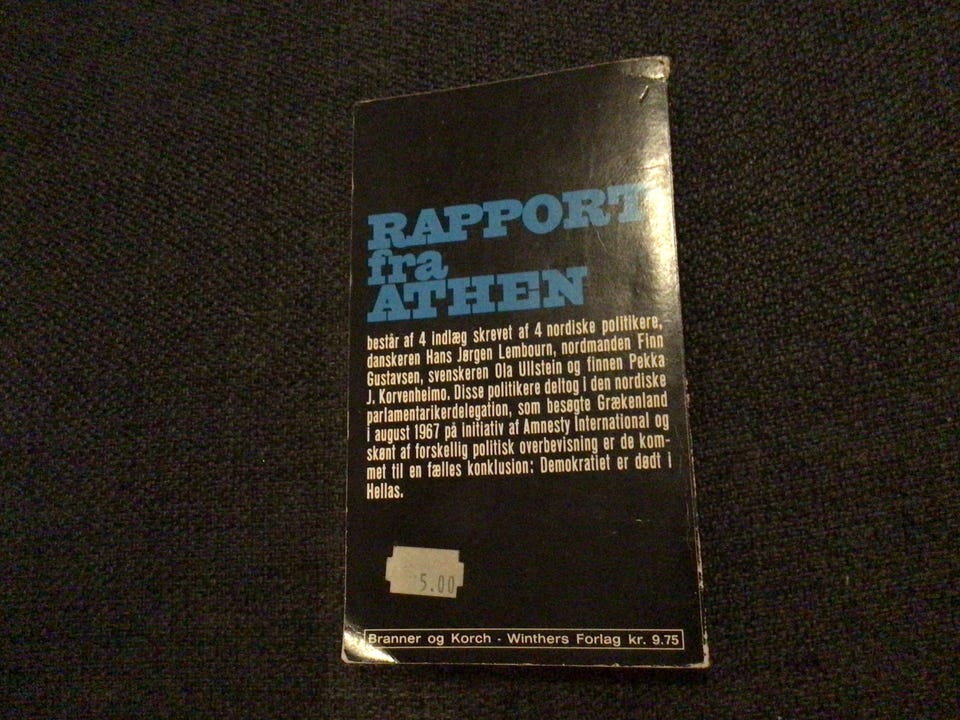 RAPPORT
fra
ATHEN
består af 4 indlæg skrevet af 4 nordiske politikere,
danskeren Hans Jørgen Lembourn, nordmanden Finn
Gustavsen, svenskeren Ola Ullstein og finnen Pekka
J. Korvenheimo. Disse politikere deltog i den nordiske
parlamentarikerdelegation, som besøgte Grækenland
i august 1967 på initiativ af Amnesty International og
skønt af forskellig politisk overbevisning er de kom-
met til en fælles konklusion: Demokratiet er dødt i
Hellas.
5.00
Branner og Korch · Winthers Forlag kr. 9.75